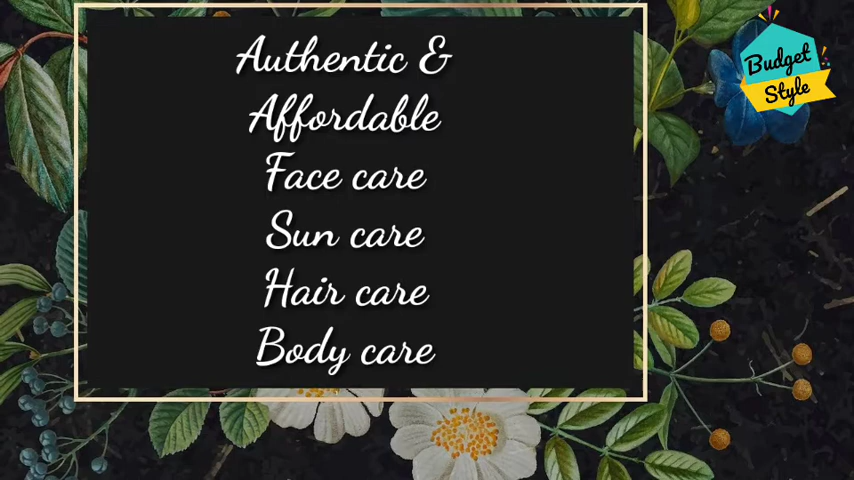 Authentic &
Affordable
Face care
Sun care
Hair care
Body care
Budget
Style